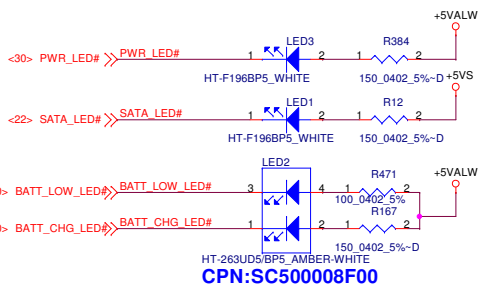 +5VALW
LED3 R384
<30> PWR_LED# PWR_LED# 1 2 1 2
HT-F196BP5_WHITE 150_0402_5%~D
+5VS
LED1 R12
<22> SATA_LED# SATA_LED# 1 2 1 2
HT-F196BP5_WHITE 150_0402_5%~D
LED2 +5VALW
R471
> BATT_LOW_LED# BATT_LOW_LED# 3 4 1 2
100_0402_5%
R167
> BATT_CHG_LED# BATT_CHG_LED# 1 2 1 2
150_0402_5%~D
HT-263UD5/BP5_AMBER-WHITE
CPN:SC500008F00